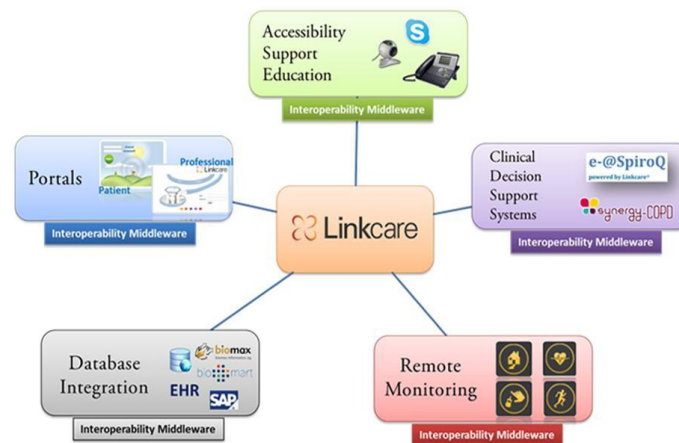 Accessibility
Support
Education
Interoperability Middleware
Portals
Patient
Professional
Linkcare
Interoperability Middleware
Clinical
Decision
Support
Systems
e-@SpiroQ
powered by Linkcare®
synergy-COPD
Interoperability Middleware
Linkcare
Database
Integration
biomax
biomart
EHR
SAP
Interoperability Middleware
Remote
Monitoring
Interoperability Middleware